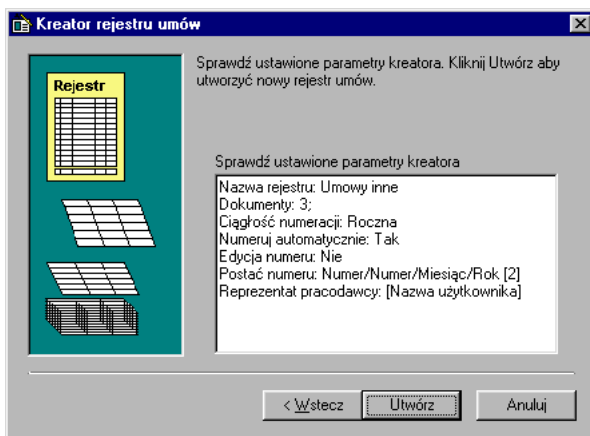 Kreator rejestru umów
Rejestr
Sprawdź ustawione parametry kreatora. Kliknij Utwórz aby
utworzyć nowy rejestr umów.
Sprawdź ustawione parametry kreatora
Nazwa rejestru: Umowy inne
Dokumenty: 3;
Ciągłość numeracji: Roczna
Numeruj automatycznie: Tak
Edycja numeru: Nie
Postać numeru: Numer/Numer/Miesiąc/Rok [2]
Reprezentat pracodawcy: [Nazwa użytkownika]
< Wstecz
Utwórz
Anuluj